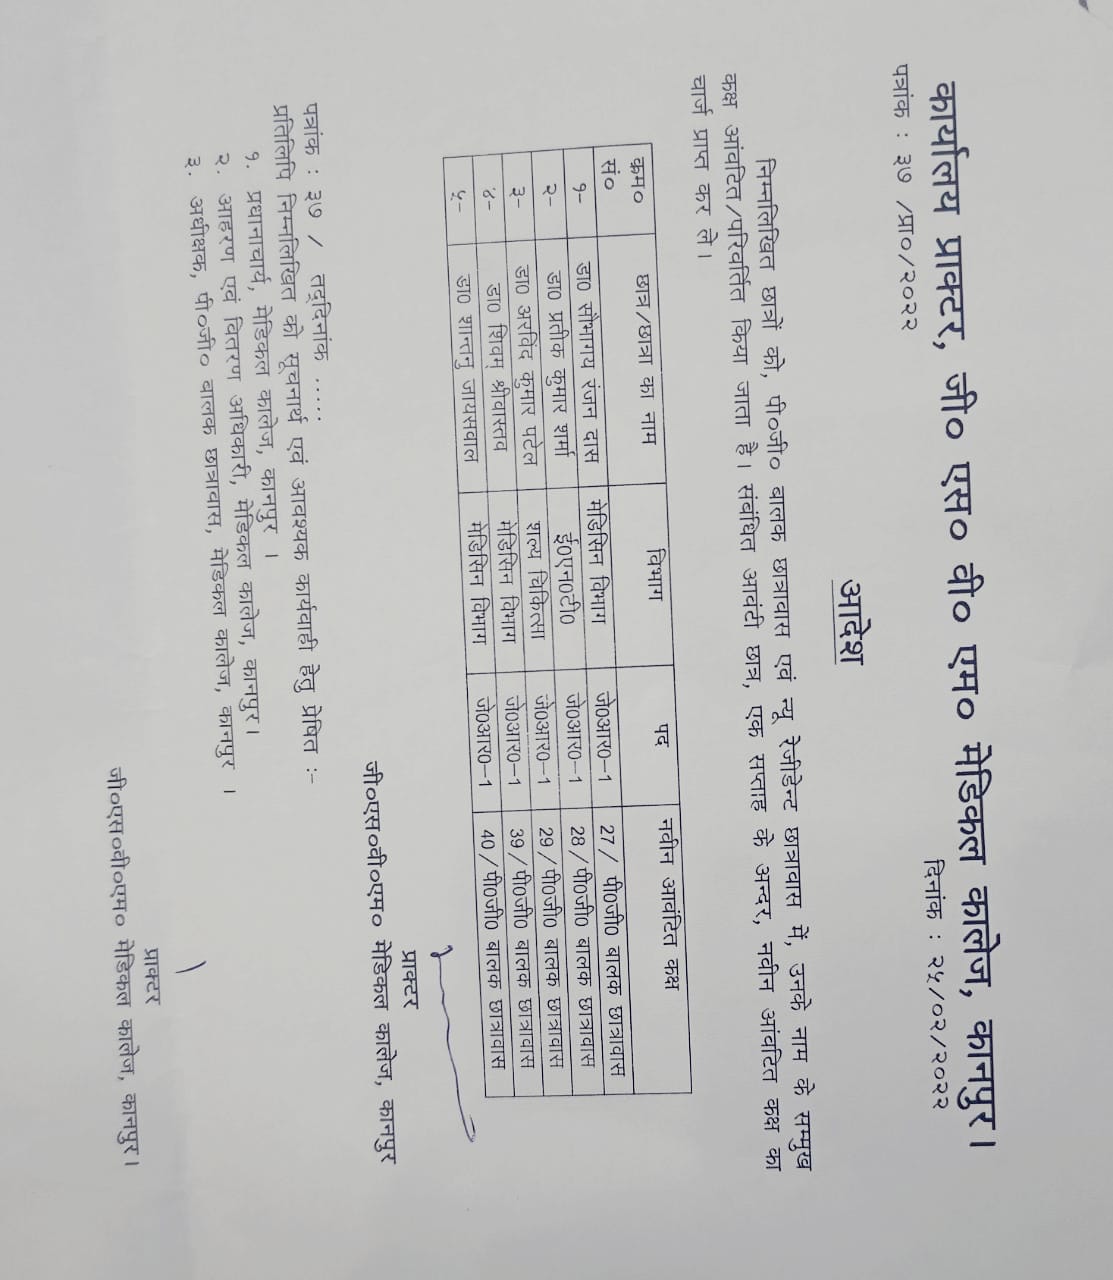 कार्यालय प्राक्टर, जी० एस० वी० एम० मेडिकल कालेज, कानपुर।
पत्रांक : ३७ /प्रा०/२०२२ दिनांक : २५/०२/२०२२
आदेश
निम्नलिखित छात्रों को, पी०जी० बालक छात्रावास एवं न्यू रेजीडेन्ट छात्रावास में, उनके नाम के सम्मुख
कक्ष आंवटित/परिवर्तित किया जाता है। संबंधित आवंटी छात्र, एक सप्ताह के अन्दर, नवीन आंवटित कक्ष का
चार्ज प्राप्त कर लें।
कम० सं० छात्र/छात्रा का नाम विभाग पद नवीन आवंटित कक्ष
१- डा० सौभाग्य रंजन दास मेडिसिन विभाग जे०आर०-1 27 / पी०जी० बालक छात्रावास
२- डा० प्रतीक कुमार शर्मा ई०एन०टी० जे०आर०-1 28 /पी०जी० बालक छात्रावास
३- डा० अरविंद कुमार पटेल शल्य चिकित्सा जे०आर०-1 29 /पी०जी० बालक छात्रावास
४- डा० शिवम् श्रीवास्तव मेडिसिन विभाग जे०आर०-1 39 /पी०जी० बालक छात्रावास
५- डा० शान्तनु जायसवाल मेडिसिन विभाग जे०आर०-1 40 /पी०जी० बालक छात्रावास
प्राक्टर
जी०एस०वी०एम० मेडिकल कालेज, कानपुर
पत्रांक : ३७ / तद्‌दिनांक .....
प्रतिलिपि निम्नलिखित को सूचनार्थ एवं आवश्यक कार्यवाही हेतु प्रेषित :-
१. प्रधानाचार्य, मेडिकल कालेज, कानपुर ।
२. आहरण एवं वितरण अधिकारी, मेडिकल कालेज, कानपुर।
३. अधीक्षक, पी०जी० बालक छात्रावास, मेडिकल कालेज, कानपुर ।
प्राक्टर
जी०एस०वी०एम० मेडिकल कालेज, कानपुर।